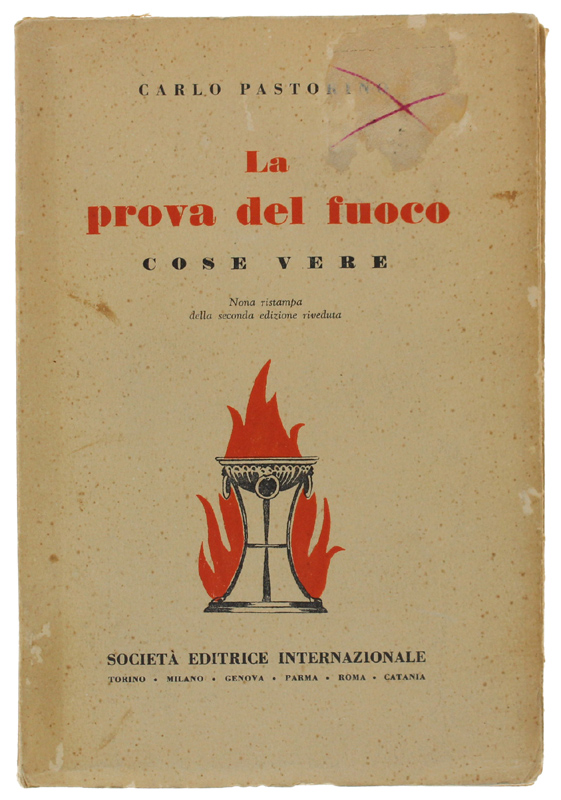 CARLO PASTORINO
La
prova del fuoco
COSE VERE
Nona ristampa
della seconda edizione riveduta
SOCIETÀ EDITRICE INTERNAZIONALE
TORINO • MILANO • GENOVA • PARMA • ROMA • CATANIA